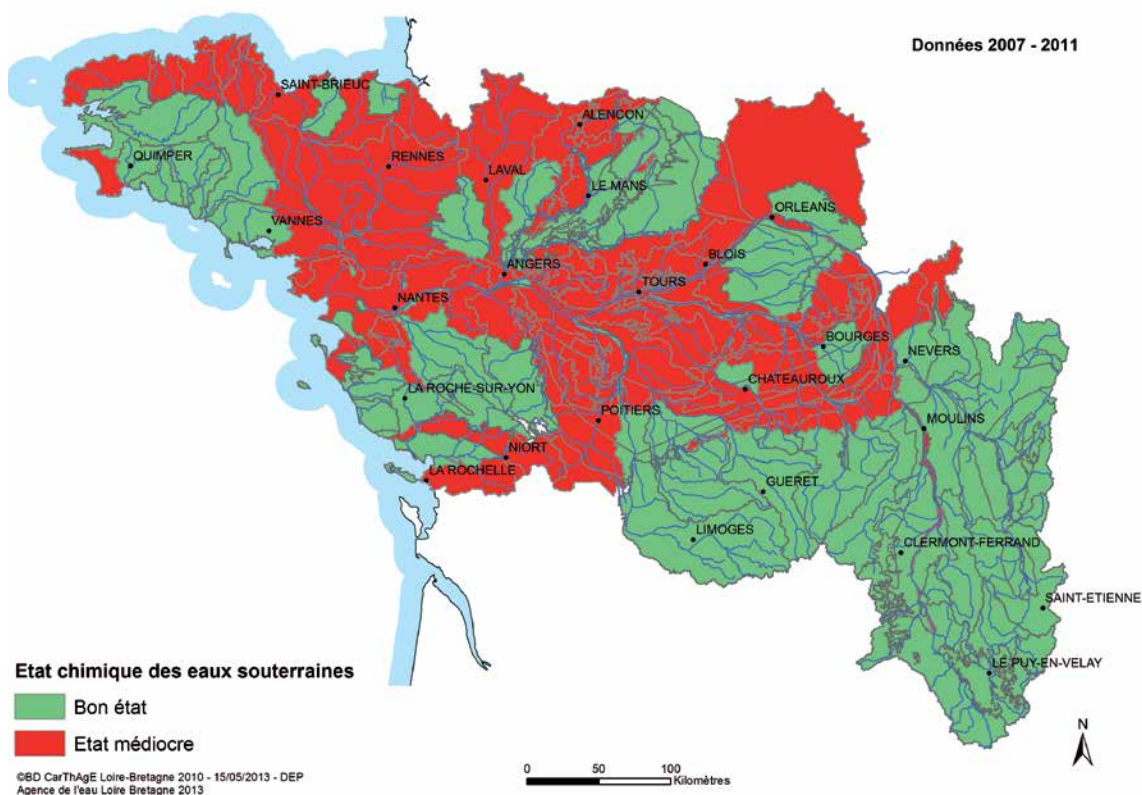 Données 2007 - 2011
SAINT-BRIEUC
ALENCON
QUIMPER
RENNES
LAVAL
LE MANS
ORLEANS
VANNES
BLOIS
ANGERS
TOURS
NANTES
BOURGES
NEVERS
CHATEAUROUX
LA ROCHE-SUR-YON
POITIERS
MOULINS
NIORT
LA ROCHELLE
GUERET
LIMOGES
CLERMONT-FERRAND
SAINT-ETIENNE
LE PUY-EN-VELAY
Etat chimique des eaux souterraines
Bon état
Etat médiocre
N
0 50 100
Kilomètres
©BD CarThAgE Loire-Bretagne 2010 - 15/05/2013 - DEP
Agence de l'eau Loire Bretagne 2013